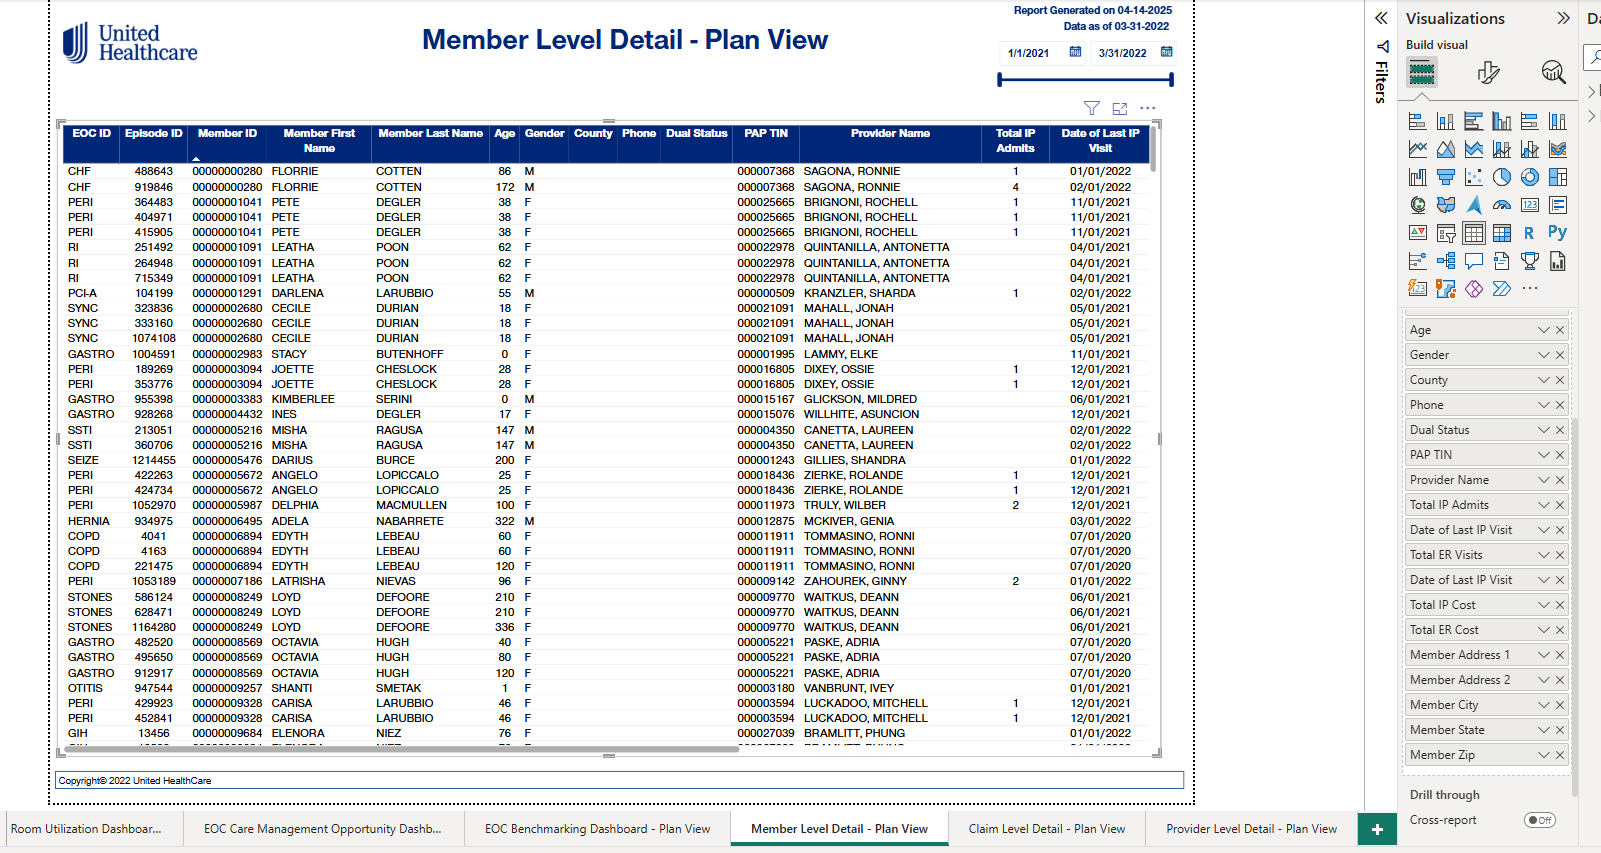 United
Healthcare
Member Level Detail - Plan View
Report Generated on 04-14-2025
Data as of 03-31-2022
1/1/2021 3/31/2022
EOC ID Episode ID Member ID Member First Name Member Last Name Age Gender County Phone Dual Status PAP TIN Provider Name Total IP Admits Date of Last IP Visit
CHF 488643 00000000280 FLORRIE COTTEN 86 M 000007368 SAGONA, RONNIE 1 01/01/2022
CHF 919846 00000000280 FLORRIE COTTEN 172 M 000007368 SAGONA, RONNIE 4 02/01/2022
PERI 364483 00000001041 PETE DEGLER 38 F 000025665 BRIGNONI, ROCHELL 1 11/01/2021
PERI 404971 00000001041 PETE DEGLER 38 F 000025665 BRIGNONI, ROCHELL 1 11/01/2021
PERI 415905 00000001041 PETE DEGLER 38 F 000025665 BRIGNONI, ROCHELL 1 11/01/2021
RI 251492 00000001091 LEATHA POON 62 F 000022978 QUINTANILLA, ANTONETTA 04/01/2021
RI 264948 00000001091 LEATHA POON 62 F 000022978 QUINTANILLA, ANTONETTA 04/01/2021
RI 715349 00000001091 LEATHA POON 62 F 000022978 QUINTANILLA, ANTONETTA 04/01/2021
PCI-A 104199 00000001291 DARLENA LARUBBIO 55 M 000000509 KRANZLER, SHARDA 1 02/01/2022
SYNC 323836 00000002680 CECILE DURIAN 18 F 000021091 MAHALL, JONAH 05/01/2021
SYNC 333160 00000002680 CECILE DURIAN 18 F 000021091 MAHALL, JONAH 05/01/2021
SYNC 1074108 00000002680 CECILE DURIAN 18 F 000021091 MAHALL, JONAH 05/01/2021
GASTRO 1004591 00000002983 STACY BUTENHOFF 0 F 000001995 LAMMY, ELKE 11/01/2021
PERI 189269 00000003094 JOETTE CHESLOCK 28 F 000016805 DIXEY, OSSIE 1 12/01/2021
PERI 353776 00000003094 JOETTE CHESLOCK 28 F 000016805 DIXEY, OSSIE 1 12/01/2021
GASTRO 955398 00000003383 KIMBERLEE SERINI 0 M 000015167 GLICKSON, MILDRED 06/01/2021
GASTRO 928268 00000004432 INES DEGLER 17 F 000015076 WILLHITE, ASUNCION 12/01/2021
SSTI 213051 00000005216 MISHA RAGUSA 147 M 000004350 CANETTA, LAUREEN 02/01/2022
SSTI 360706 00000005216 MISHA RAGUSA 147 M 000004350 CANETTA, LAUREEN 02/01/2022
SEIZE 1214455 00000005476 DARIUS BURCE 200 F 000001243 GILLIES, SHANDRA 01/01/2022
PERI 422263 00000005672 ANGELO LOPICCALO 25 F 000018436 ZIERKE, ROLANDE 1 12/01/2021
PERI 424734 00000005672 ANGELO LOPICCALO 25 F 000018436 ZIERKE, ROLANDE 1 12/01/2021
PERI 1052970 00000005987 DELPHIA MACMULLEN 100 F 000011973 TRULY, WILBER 2 12/01/2021
HERNIA 934975 00000006495 ADELA NABARRETE 322 M 000012875 MCKIVER, GENIA 03/01/2022
COPD 4041 00000006894 EDYTH LEBEAU 60 F 000011911 TOMMASINO, RONNI 07/01/2020
COPD 4163 00000006894 EDYTH LEBEAU 60 F 000011911 TOMMASINO, RONNI 07/01/2020
COPD 221475 00000006894 EDYTH LEBEAU 120 F 000011911 TOMMASINO, RONNI 07/01/2020
PERI 1053189 00000007186 LATRISHA NIEVAS 96 F 000009142 ZAHOUREK, GINNY 2 01/01/2022
STONES 586124 00000008249 LOYD DEFOORE 210 F 000009770 WAITKUS, DEANN 06/01/2021
STONES 628471 00000008249 LOYD DEFOORE 210 F 000009770 WAITKUS, DEANN 06/01/2021
STONES 1164280 00000008249 LOYD DEFOORE 336 F 000009770 WAITKUS, DEANN 06/01/2021
GASTRO 482520 00000008569 OCTAVIA HUGH 40 F 000005221 PASKE, ADRIA 07/01/2020
GASTRO 495650 00000008569 OCTAVIA HUGH 80 F 000005221 PASKE, ADRIA 07/01/2020
GASTRO 912917 00000008569 OCTAVIA HUGH 120 F 000005221 PASKE, ADRIA 07/01/2020
OTITIS 947544 00000009257 SHANTI SMETAK 1 F 000003180 VANBRUNT, IVEY 01/01/2021
PERI 429923 00000009328 CARISA LARUBBIO 46 F 000003594 LUCKADOO, MITCHELL 1 12/01/2021
PERI 452841 00000009328 CARISA LARUBBIO 46 F 000003594 LUCKADOO, MITCHELL 1 12/01/2021
GIH 13456 00000009684 ELENORA NIEZ 76 F 000027039 BRAMLITT, PHUNG 01/01/2022
Copyright© 2022 United HealthCare
Room Utilization Dashboar...
EOC Care Management Opportunity Dashb...
EOC Benchmarking Dashboard - Plan View
Member Level Detail - Plan View
Claim Level Detail - Plan View
Provider Level Detail - Plan View
Filters
Visualizations
Build visual
123
R
Py
123
Age
Gender
County
Phone
Dual Status
PAP TIN
Provider Name
Total IP Admits
Date of Last IP Visit
Total ER Visits
Date of Last IP Visit
Total IP Cost
Total ER Cost
Member Address 1
Member Address 2
Member City
Member State
Member Zip
Drill through
Cross-report
Off